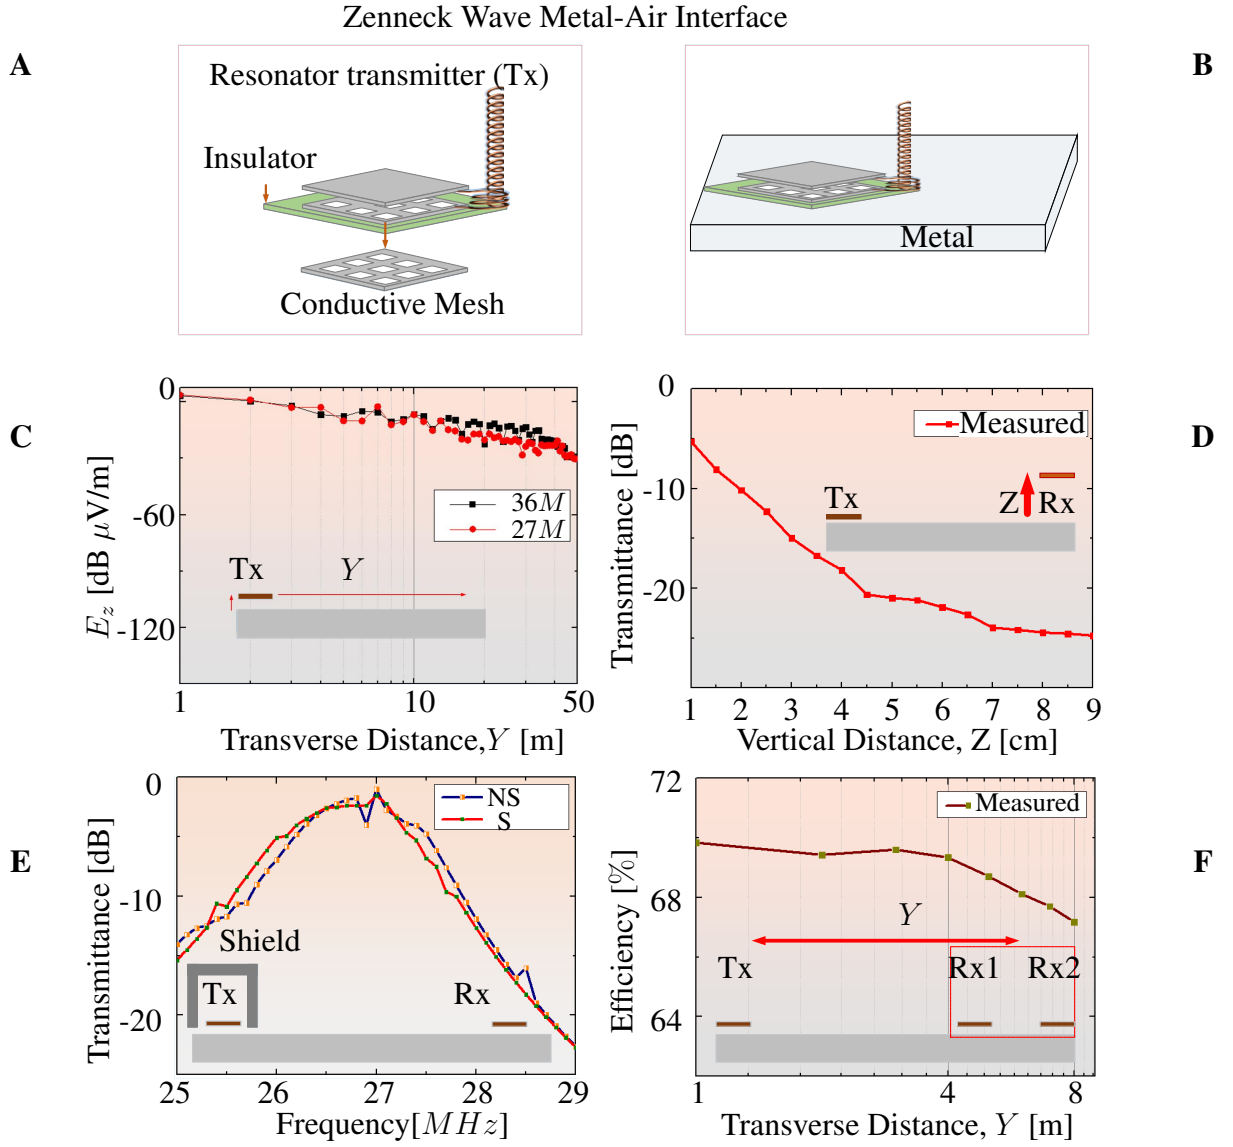 Zenneck Wave Metal-Air Interface
A
Resonator transmitter (Tx)
Insulator
Conductive Mesh
B
Metal
C
0
-60
-120
E_z [dB μV/m]
36M
27M
Tx
Y
1
10
50
Transverse Distance,Y [m]
D
0
-10
-20
Transmittance [dB]
Measured
Tx
Z
Rx
1
2
3
4
5
6
7
8
9
Vertical Distance, Z [cm]
E
0
-10
-20
Transmittance [dB]
NS
S
Shield
Tx
Rx
25
26
27
28
29
Frequency[MHz]
F
72
68
64
Efficiency [%]
Measured
Y
Tx
Rx1
Rx2
1
4
8
Transverse Distance, Y [m]